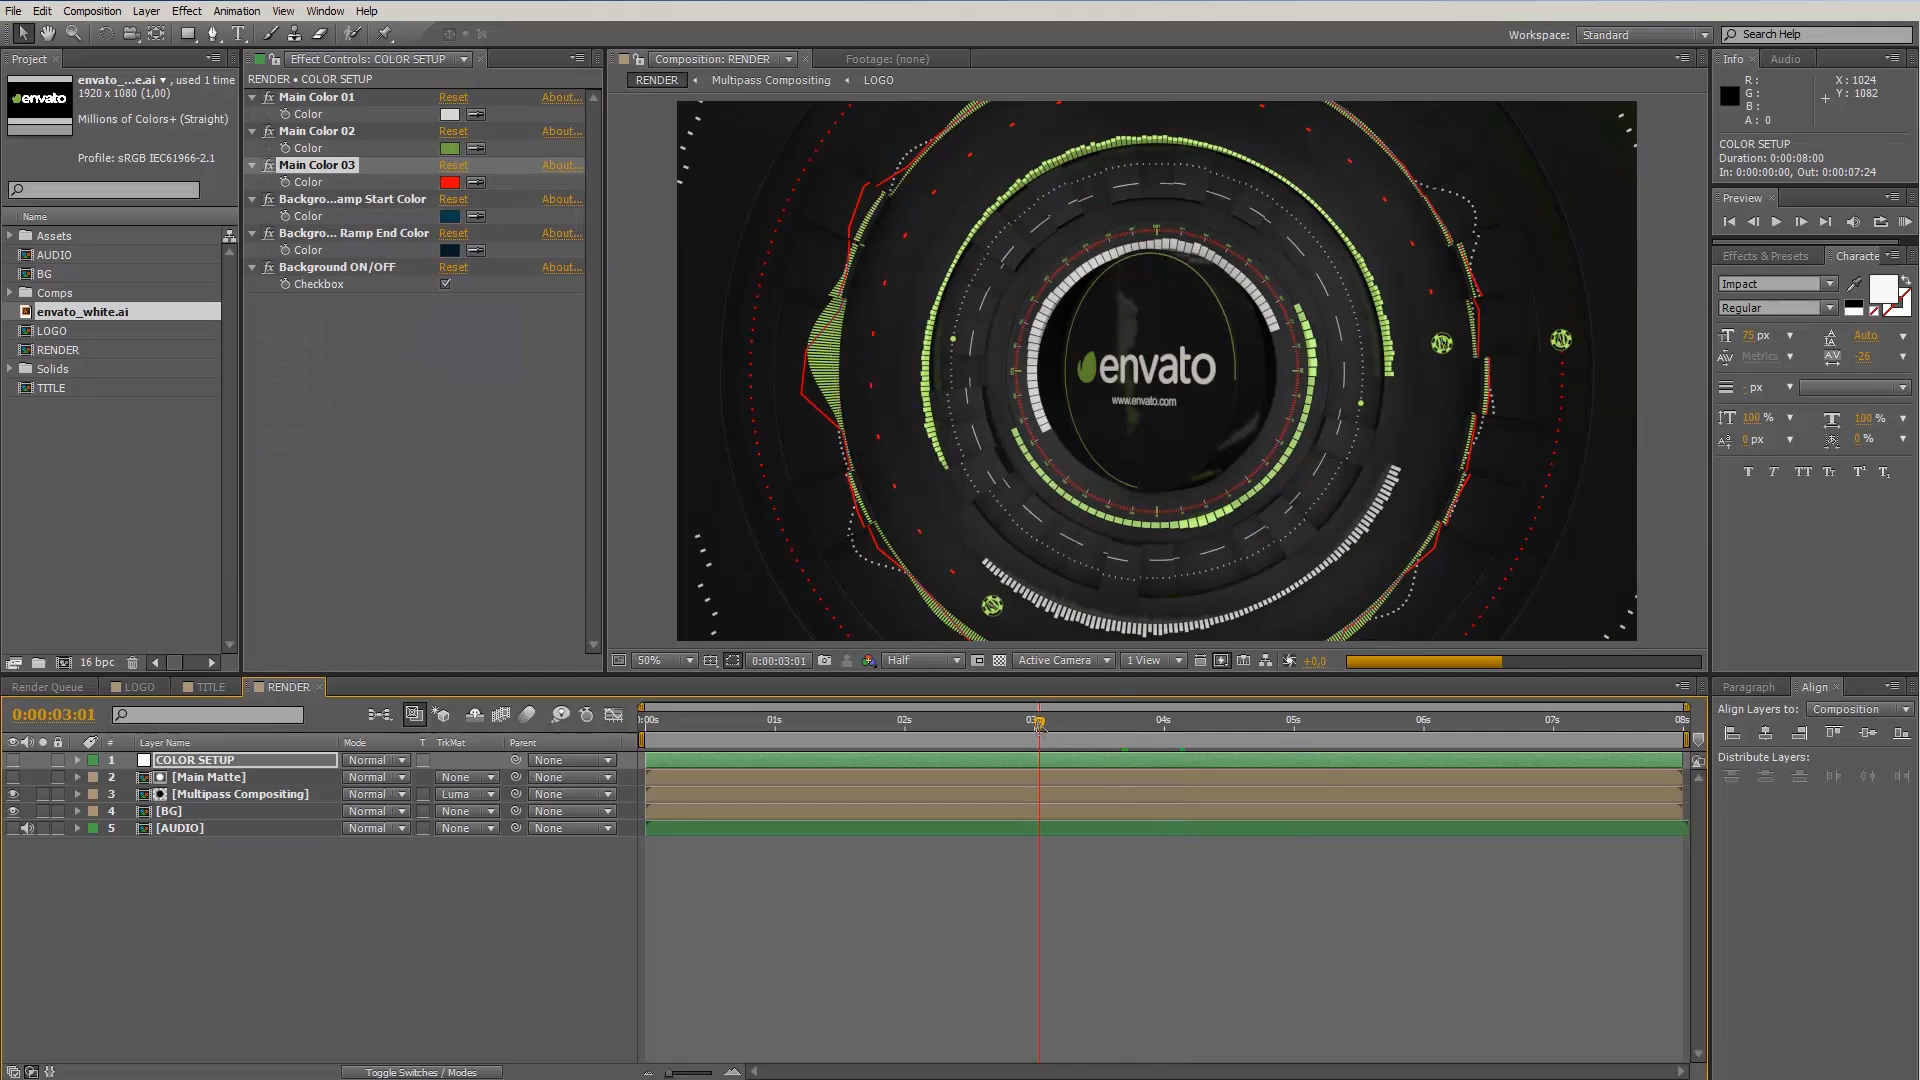 File Edit Composition Layer Effect Animation View Window Help
Workspace: Standard Search Help
Project
envato_...e.ai ▼ , used 1 time
1920 x 1080 (1,00)
Millions of Colors+ (Straight)
Profile: sRGB IEC61966-2.1
Name
Assets
AUDIO
BG
Comps
envato_white.ai
LOGO
RENDER
Solids
TITLE
16 bpc
Effect Controls: COLOR SETUP
RENDER • COLOR SETUP
fx Main Color 01 Reset About...
Color
fx Main Color 02 Reset About...
Color
fx Main Color 03 Reset About...
Color
fx Backgro...amp Start Color Reset About...
Color
fx Backgro... Ramp End Color Reset About...
Color
fx Background ON/OFF Reset About...
Checkbox
Composition: RENDER Footage: (none)
RENDER Multipass Compositing LOGO
envato
www.envato.com
50% 0:00:03:01 Half Active Camera 1 View +0,0
Info Audio
R: X: 1024
G: Y: 1082
B:
A: 0
COLOR SETUP
Duration: 0:00:08:00
In: 0:00:00:00, Out: 0:00:07:24
Preview
Effects & Presets Characte
Impact
Regular
75 px Auto
Metrics -26
- px
100 % 100 %
0 px 0 %
T T TT Tt T¹ T₁
Render Queue LOGO TITLE RENDER
0:00:03:01
:00s 01s 02s 03s 04s 05s 06s 07s 08s
# Layer Name Mode T TrkMat Parent
1 COLOR SETUP Normal None
2 [Main Matte] Normal None None
3 [Multipass Compositing] Normal Luma None
4 [BG] Normal None None
5 [AUDIO] Normal None None
Toggle Switches / Modes
Paragraph Align
Align Layers to: Composition
Distribute Layers: